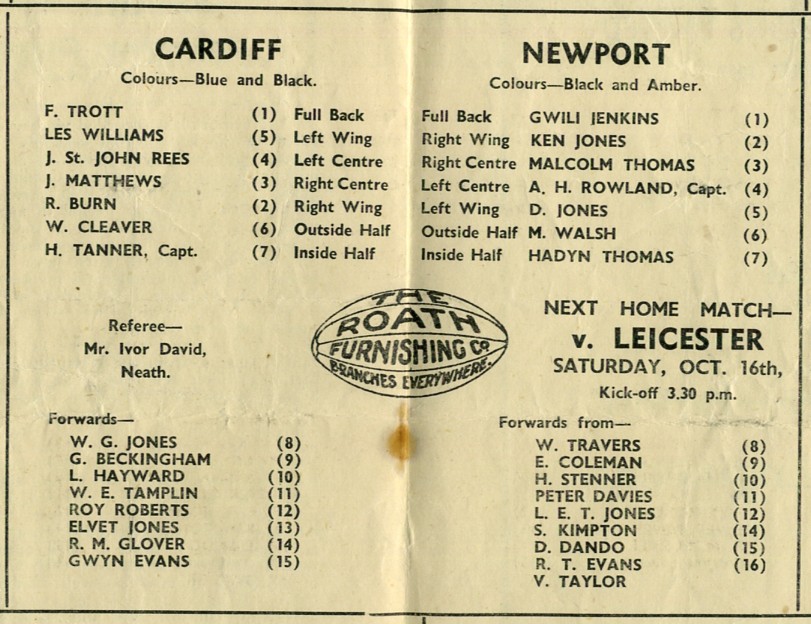 CARDIFF
Colours—Blue and Black.
F. TROTT (1) Full Back
LES WILLIAMS (5) Left Wing
J. St. JOHN REES (4) Left Centre
J. MATTHEWS (3) Right Centre
R. BURN (2) Right Wing
W. CLEAVER (6) Outside Half
H. TANNER, Capt. (7) Inside Half
NEWPORT
Colours—Black and Amber.
Full Back GWILI JENKINS (1)
Right Wing KEN JONES (2)
Right Centre MALCOLM THOMAS (3)
Left Centre A. H. ROWLAND, Capt. (4)
Left Wing D. JONES (5)
Outside Half M. WALSH (6)
Inside Half HADYN THOMAS (7)
Referee—
Mr. Ivor David,
Neath.
THE
ROATH
FURNISHING Co
BRANCHES EVERYWHERE.
NEXT HOME MATCH—
v. LEICESTER
SATURDAY, OCT. 16th,
Kick-off 3.30 p.m.
Forwards—
W. G. JONES (8)
G. BECKINGHAM (9)
L. HAYWARD (10)
W. E. TAMPLIN (11)
ROY ROBERTS (12)
ELVET JONES (13)
R. M. GLOVER (14)
GWYN EVANS (15)
Forwards from—
W. TRAVERS (8)
E. COLEMAN (9)
H. STENNER (10)
PETER DAVIES (11)
L. E. T. JONES (12)
S. KIMPTON (14)
D. DANDO (15)
R. T. EVANS (16)
V. TAYLOR